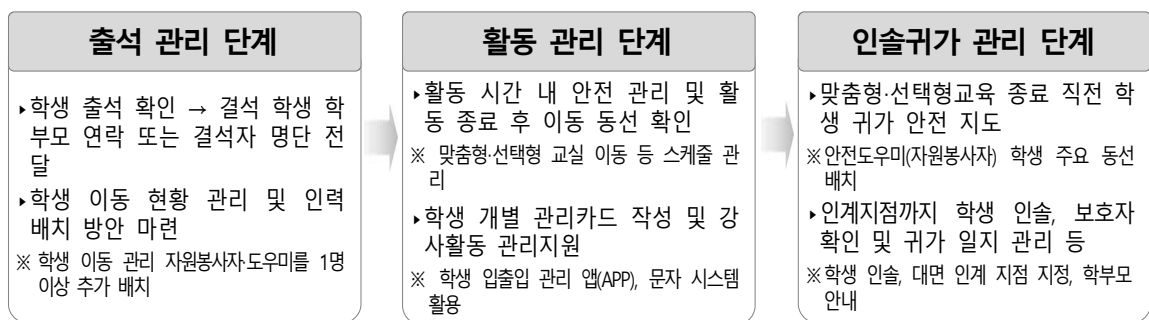 출석 관리 단계
▸학생 출석 확인 → 결석 학생 학
부모 연락 또는 결석자 명단 전
달
▸학생 이동 현황 관리 및 인력
배치 방안 마련
※ 학생 이동 관리 자원봉사자·도우미를 1명
이상 추가 배치
활동 관리 단계
▸활동 시간 내 안전 관리 및 활
동 종료 후 이동 동선 확인
※ 맞춤형·선택형 교실 이동 등 스케줄 관
리
▸학생 개별 관리카드 작성 및 강
사활동 관리지원
※ 학생 입출입 관리 앱(APP), 문자 시스템
활용
인솔귀가 관리 단계
▸맞춤형·선택형교육 종료 직전 학
생 귀가 안전 지도
※안전도우미(자원봉사자) 학생 주요 동선
배치
▸인계지점까지 학생 인솔, 보호자
확인 및 귀가 일지 관리 등
※학생 인솔, 대면 인계 지점 지정, 학부모
안내